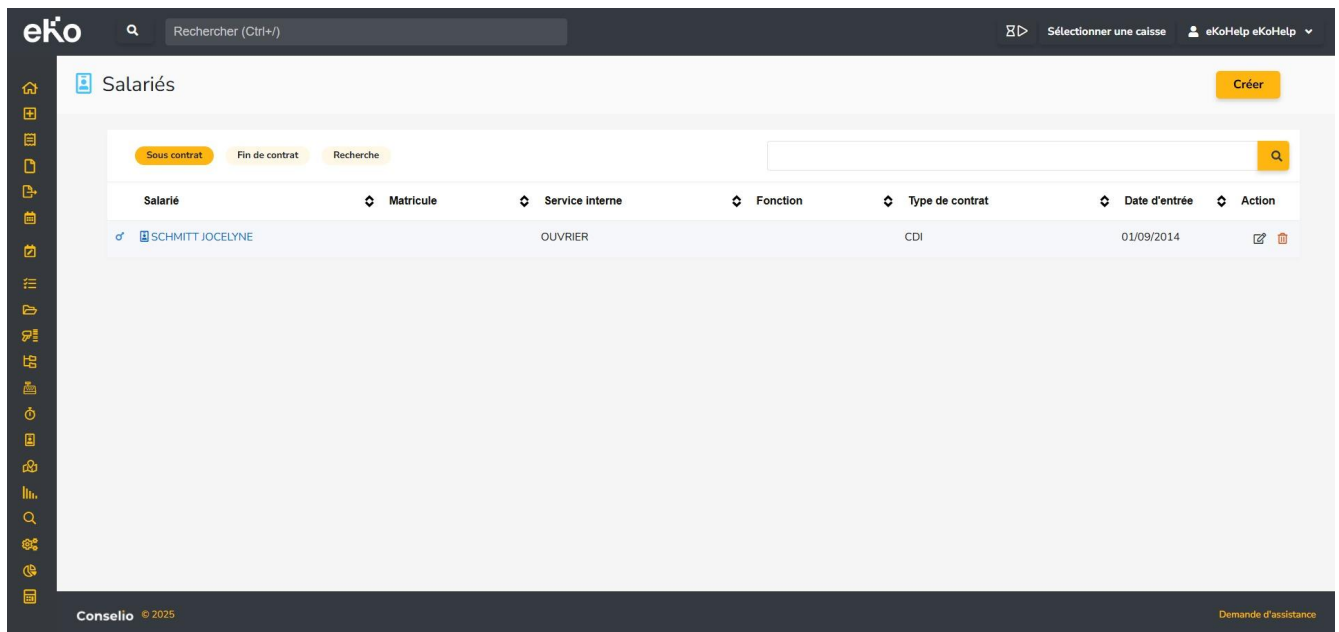 eKo Rechercher (Ctrl+/) Sélectionner une caisse eKoHelp eKoHelp
Salariés Créer
Sous contrat Fin de contrat Recherche
Salarié Matricule Service interne Fonction Type de contrat Date d'entrée Action
SCHMITT JOCELYNE OUVRIER CDI 01/09/2014
Conselio © 2025 Demande d'assistance